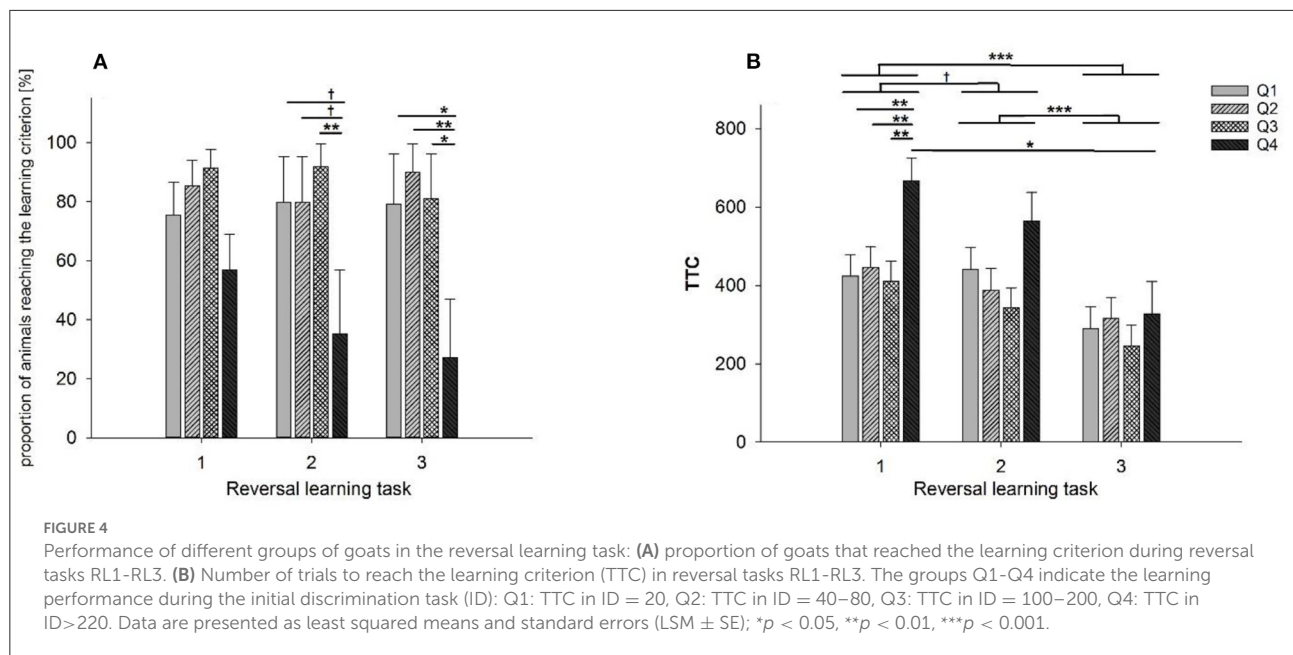 A
proportion of animals reaching the learning criterion [%]
100
80
60
40
20
0
†
†
**
*
**
*
1 2 3
Reversal learning task
B
TTC
800
600
400
200
0
***
†
**
***
**
**
*
1 2 3
Reversal learning task
Q1
Q2
Q3
Q4
FIGURE 4
Performance of different groups of goats in the reversal learning task: (A) proportion of goats that reached the learning criterion during reversal
tasks RL1-RL3. (B) Number of trials to reach the learning criterion (TTC) in reversal tasks RL1-RL3. The groups Q1-Q4 indicate the learning
performance during the initial discrimination task (ID): Q1: TTC in ID = 20, Q2: TTC in ID = 40–80, Q3: TTC in ID = 100–200, Q4: TTC in
ID>220. Data are presented as least squared means and standard errors (LSM ± SE); *p < 0.05, **p < 0.01, ***p < 0.001.